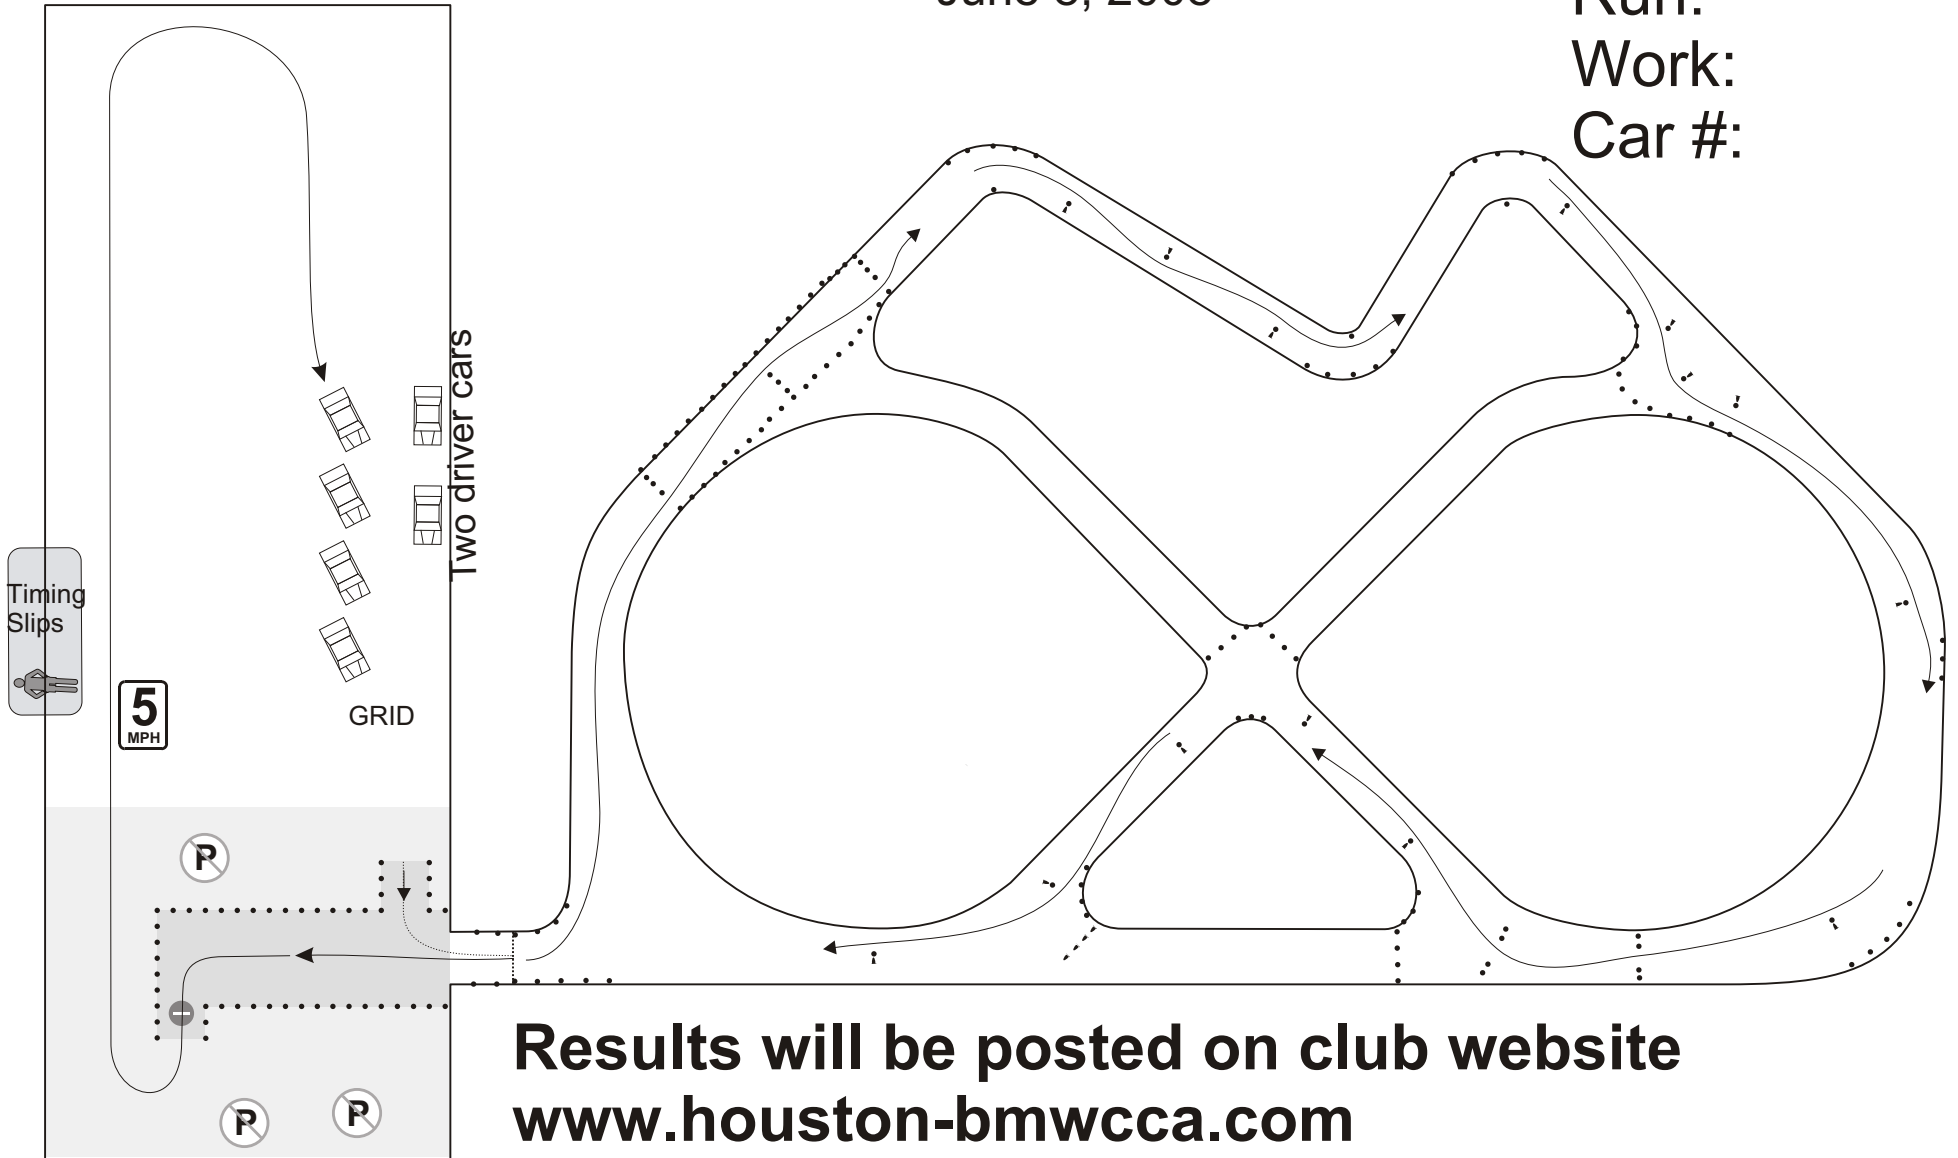 Work:
Car #:
Two driver cars
Timing
Slips
5
MPH
GRID
P
P
P
Results will be posted on club website
www.houston-bmwcca.com